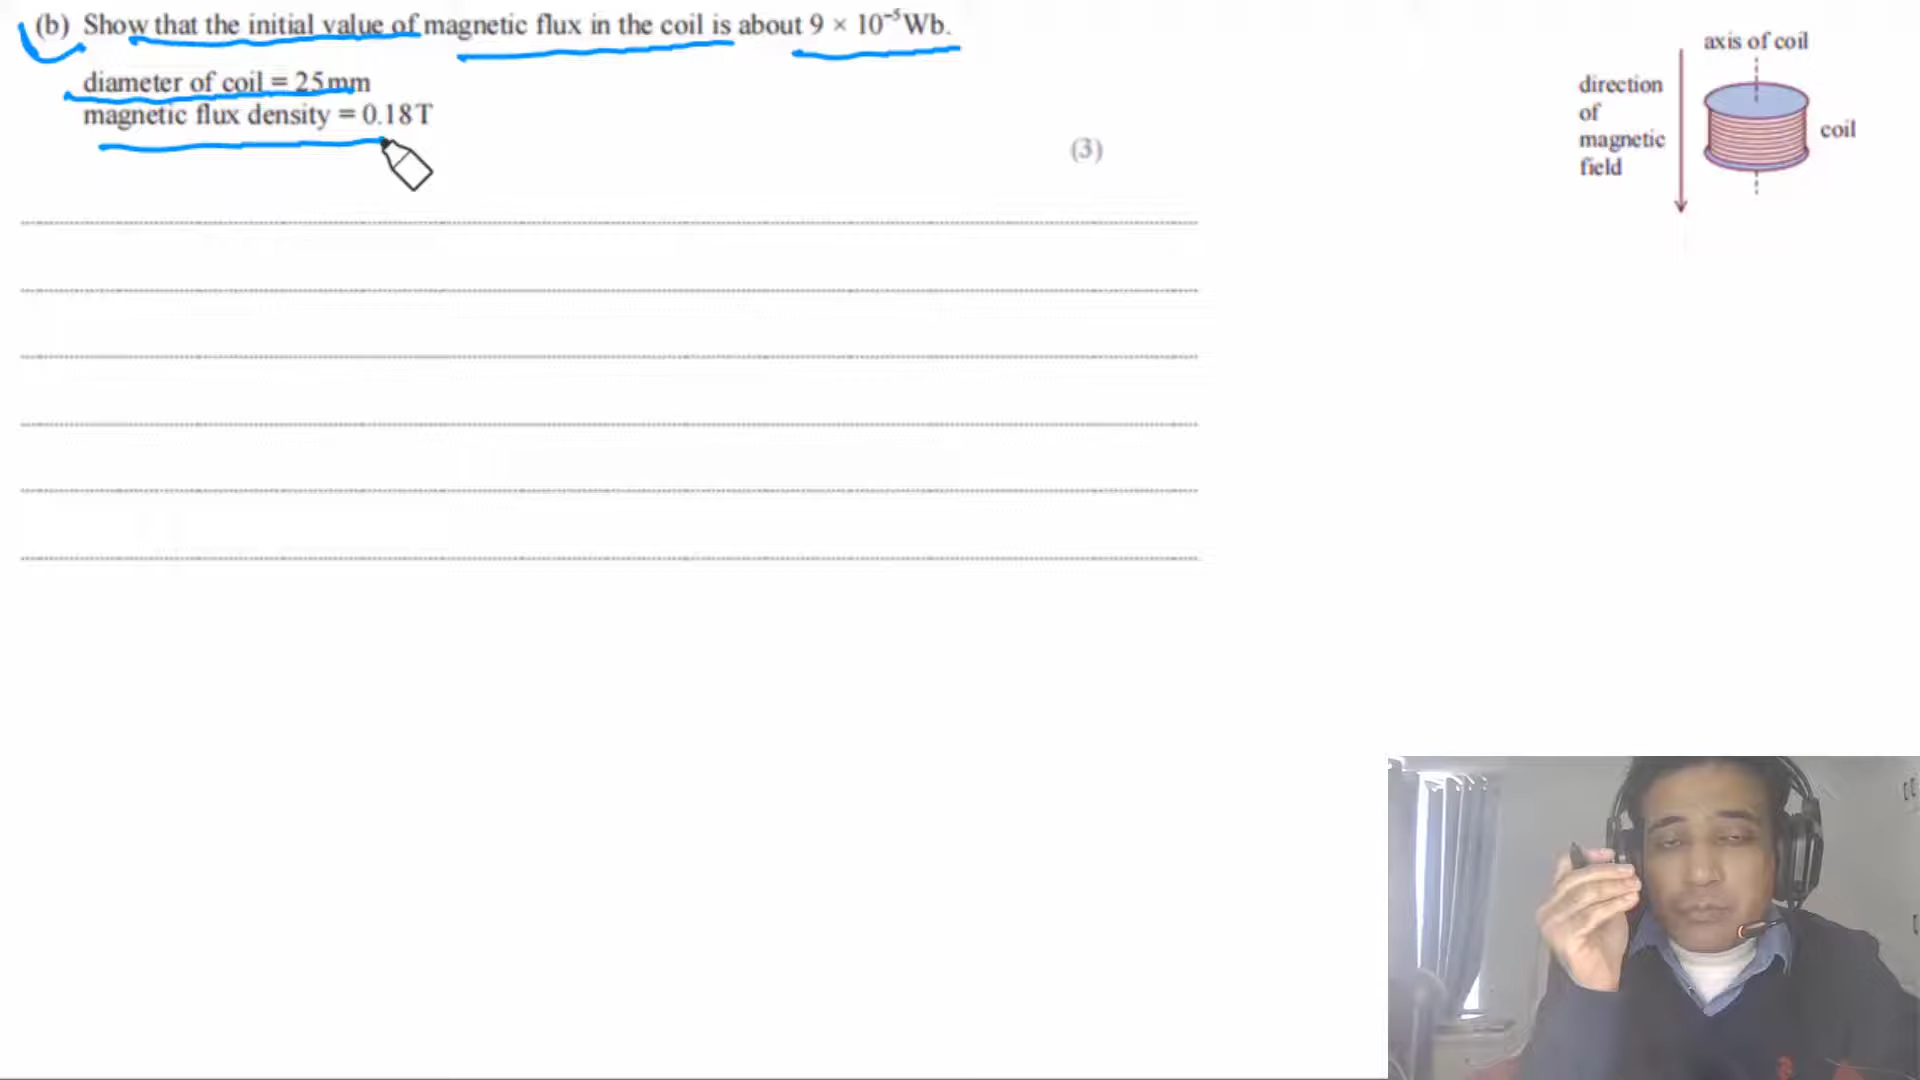 (b) Show that the initial value of magnetic flux in the coil is about 9 × 10⁻⁵ Wb.
diameter of coil = 25 mm
magnetic flux density = 0.18 T
(3)
axis of coil
direction
of
magnetic
field
coil